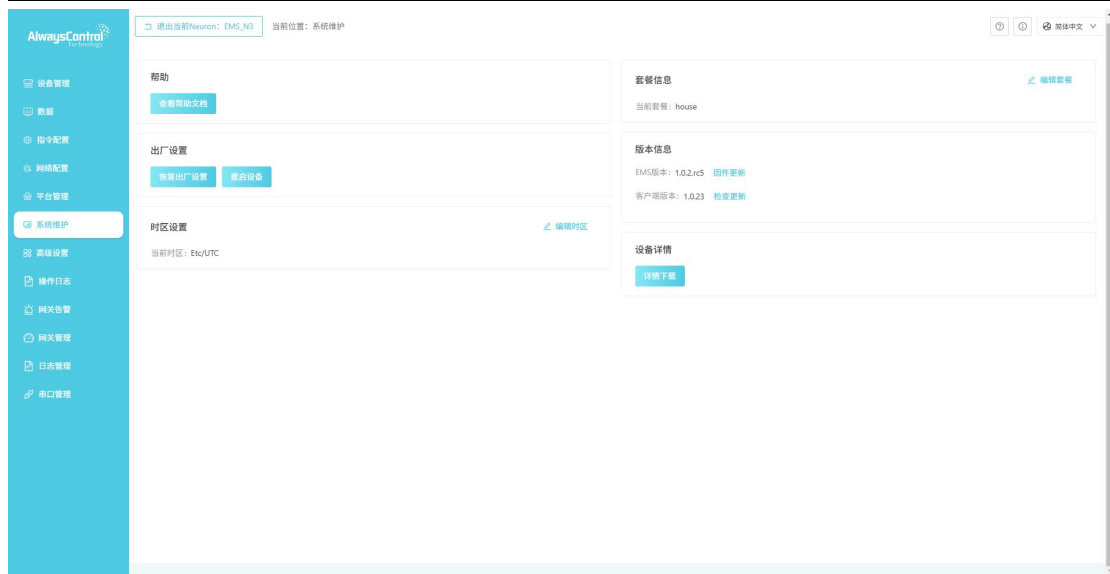 AlwaysControl
Technology
退出当前Neuron: EMS_N3
当前位置: 系统维护
简体中文
设备管理
数据
指令配置
网络配置
平台管理
系统维护
高级设置
操作日志
网关告警
网关管理
日志管理
串口管理
帮助
查看帮助文档
出厂设置
恢复出厂设置
重启设备
时区设置
编辑时区
当前时区: Etc/UTC
套餐信息
编辑套餐
当前套餐: house
版本信息
EMS版本: 1.0.2.rc5 固件更新
客户端版本: 1.0.23 检查更新
设备详情
详情下载